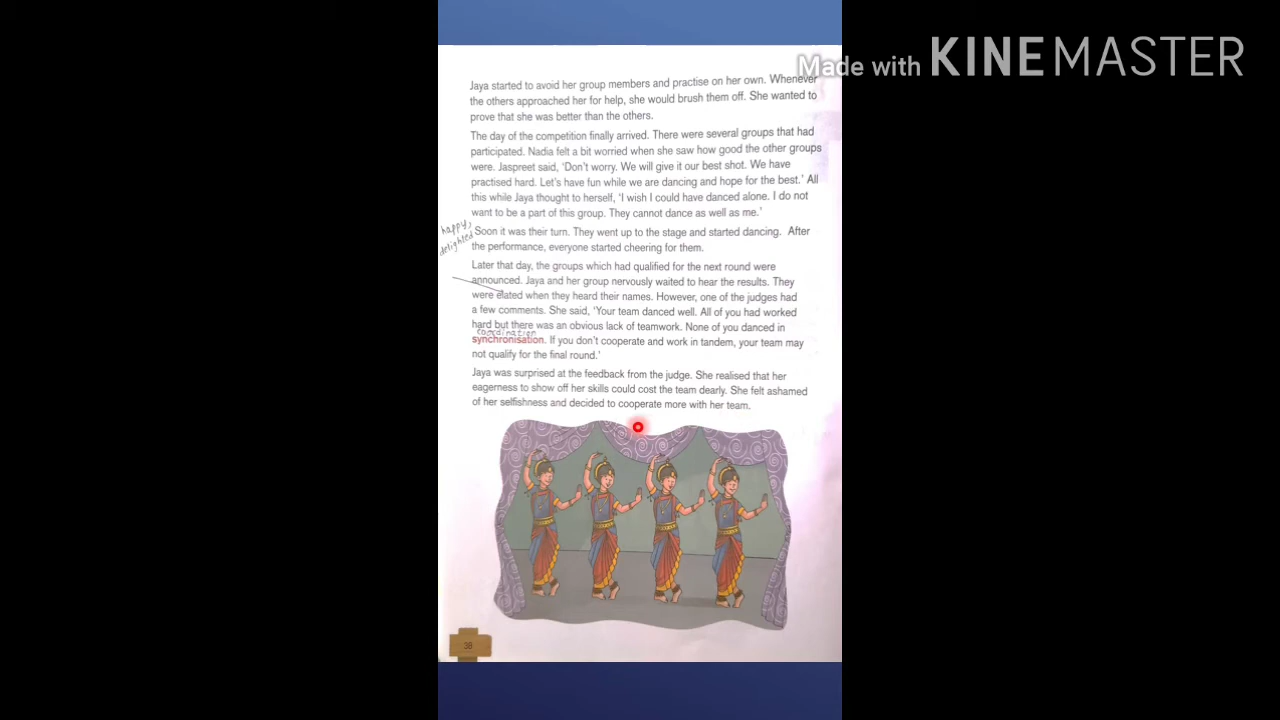 Made with KINEMASTER
Jaya started to avoid her group members and practise on her own. Whenever
the others approached her for help, she would brush them off. She wanted to
prove that she was better than the others.
The day of the competition finally arrived. There were several groups that had
participated. Nadia felt a bit worried when she saw how good the other groups
were. Jaspreet said, ‘Don’t worry. We will give it our best shot. We have
practised hard. Let’s have fun while we are dancing and hope for the best.’ All
this while Jaya thought to herself, ‘I wish I could have danced alone. I do not
want to be a part of this group. They cannot dance as well as me.’
happy,
delighted
Soon it was their turn. They went up to the stage and started dancing. After
the performance, everyone started cheering for them.
Later that day, the groups which had qualified for the next round were
announced. Jaya and her group nervously waited to hear the results. They
were elated when they heard their names. However, one of the judges had
a few comments. She said, ‘Your team danced well. All of you had worked
hard but there was an obvious lack of teamwork. None of you danced in
coordination
synchronisation. If you don’t cooperate and work in tandem, your team may
not qualify for the final round.’
Jaya was surprised at the feedback from the judge. She realised that her
eagerness to show off her skills could cost the team dearly. She felt ashamed
of her selfishness and decided to cooperate more with her team.
38